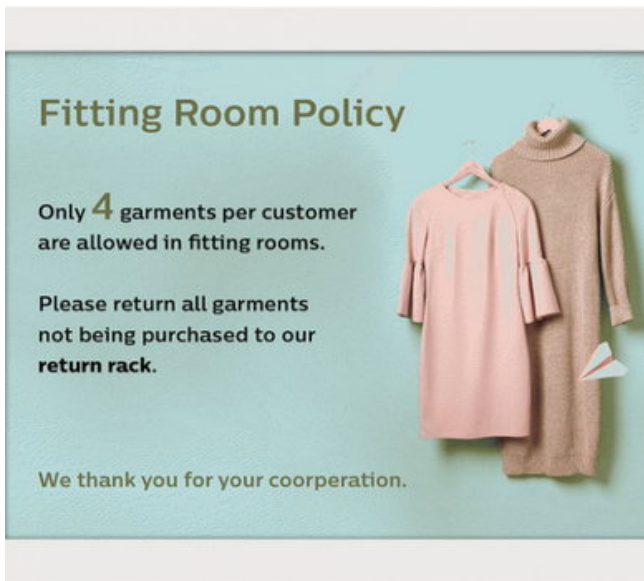 Fitting Room Policy
Only 4 garments per customer
are allowed in fitting rooms.
Please return all garments
not being purchased to our
return rack.
We thank you for your coorperation.